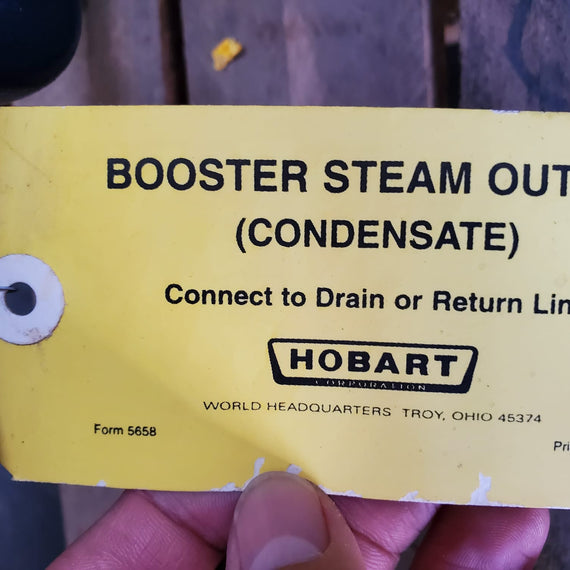 BOOSTER STEAM OUT
(CONDENSATE)
Connect to Drain or Return Lin
HOBART
CORPORATION
WORLD HEADQUARTERS TROY, OHIO 45374
Form 5658
Pri